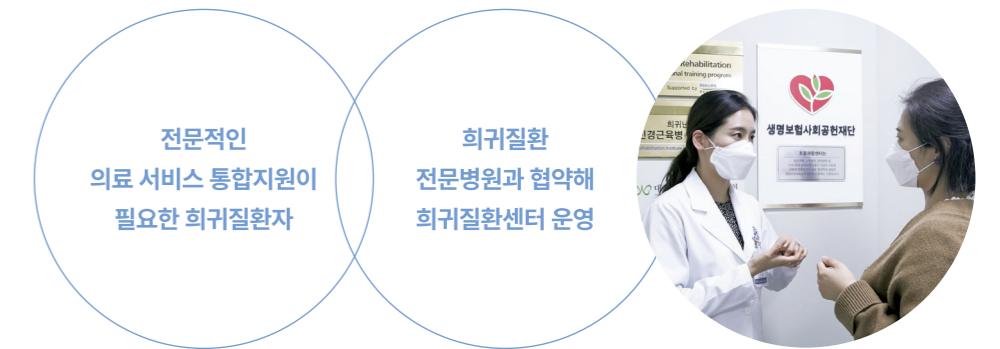 전문적인
의료 서비스 통합지원이
필요한 희귀질환자
희귀질환
전문병원과 협약해
희귀질환센터 운영
Rehabilitation
nal training program
Supported by
희귀난
신경근육병
생명보험사회공헌재단